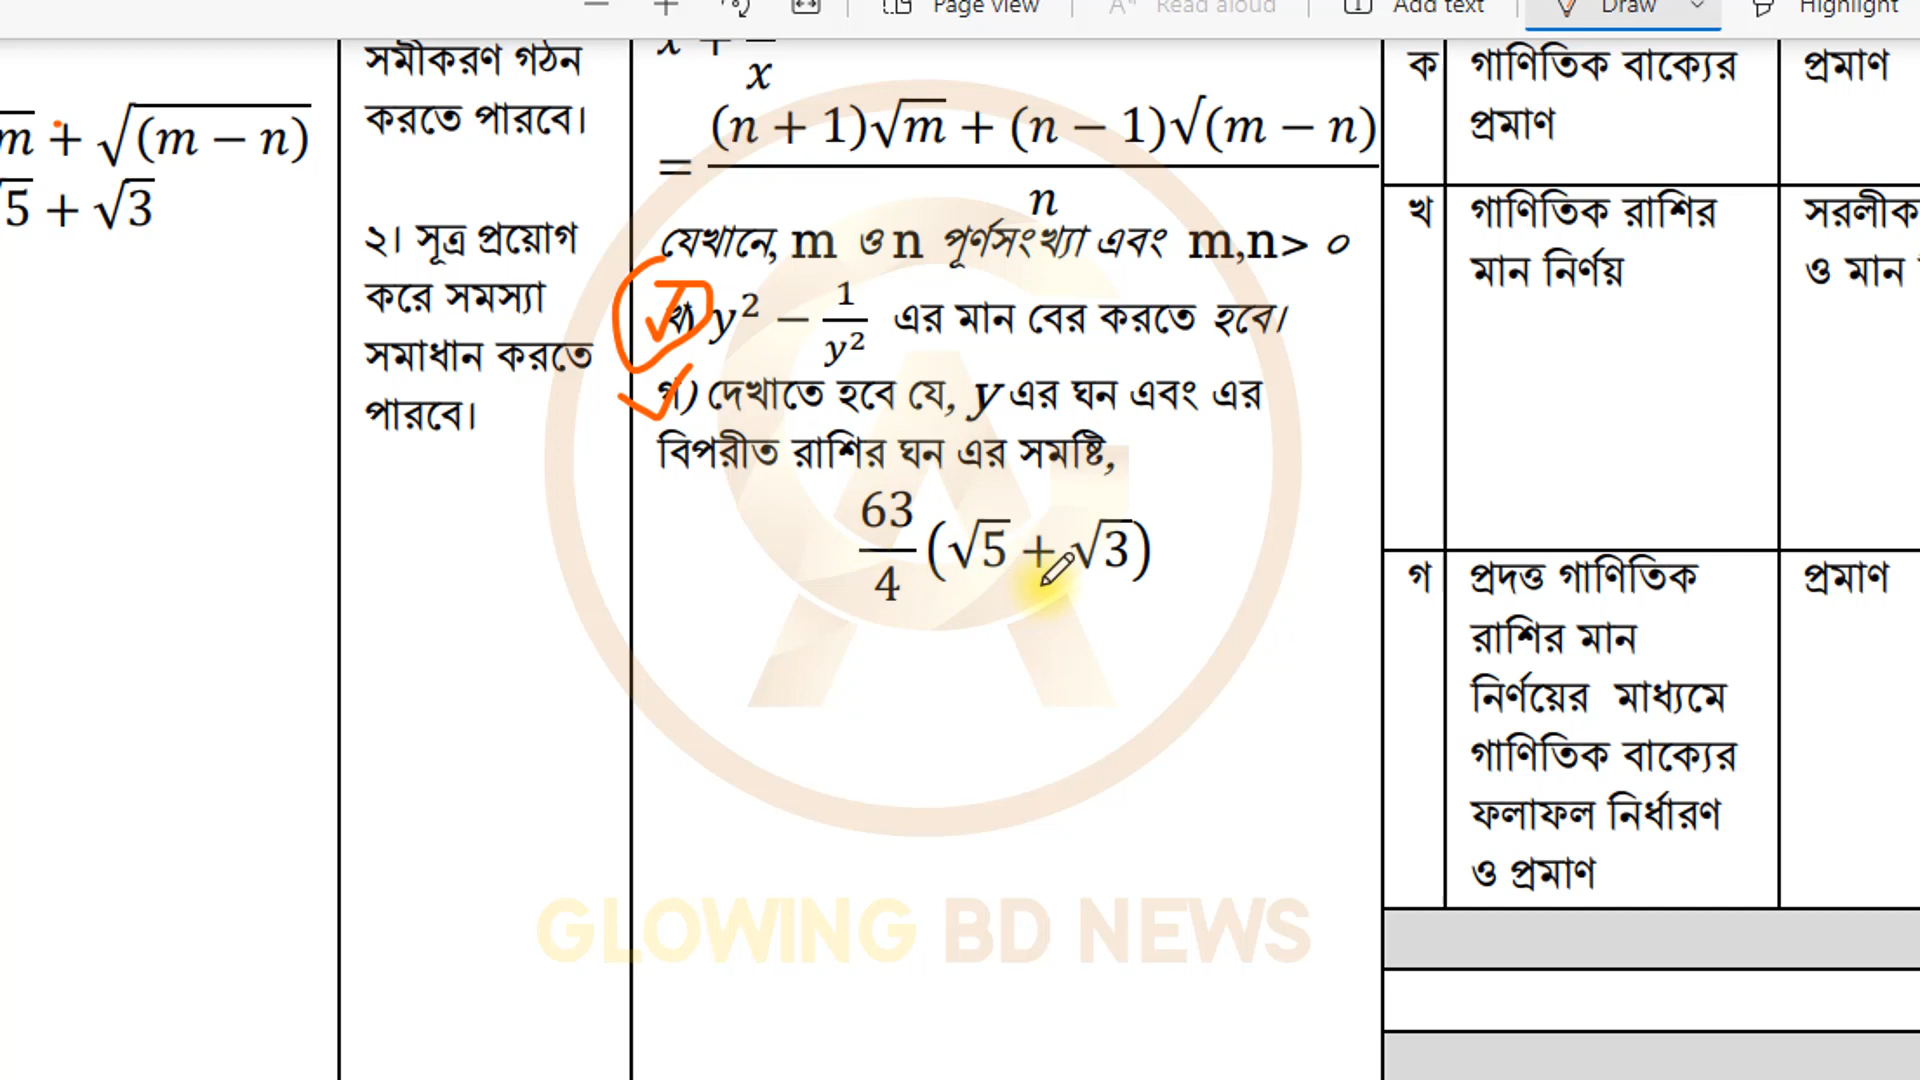 Page view
Read aloud
Add text
Draw
Highlight
m + √(m − n)
√5 + √3
সমীকরণ গঠন
করতে পারবে।
২। সূত্র প্রয়োগ
করে সমস্যা
সমাধান করতে
পারবে।
x
= (n + 1)√m + (n − 1)√(m − n)
n
যেখানে, m ও n পূর্ণসংখ্যা এবং m,n> ০
খ) y² − 1/y² এর মান বের করতে হবে।
গ) দেখাতে হবে যে, y এর ঘন এবং এর
বিপরীত রাশির ঘন এর সমষ্টি,
63/4 (√5 + √3)
ক গাণিতিক বাক্যের
প্রমাণ
প্রমাণ
খ গাণিতিক রাশির
মান নির্ণয়
ও মান
গ প্রদত্ত গাণিতিক
রাশির মান
নির্ণয়ের মাধ্যমে
গাণিতিক বাক্যের
ফলাফল নির্ধারণ
ও প্রমাণ
প্রমাণ
GLOWING BD NEWS